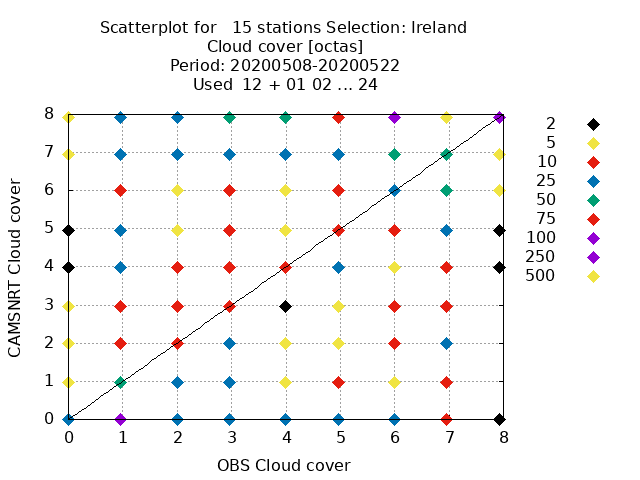 Scatterplot for   15 stations Selection: Ireland
Cloud cover [octas]
Period: 20200508-20200522
Used  12 + 01 02 ... 24
8
7
6
5
4
3
2
1
0
CAMSNRT Cloud cover
0 1 2 3 4 5 6 7 8
OBS Cloud cover
2
5
10
25
50
75
100
250
500